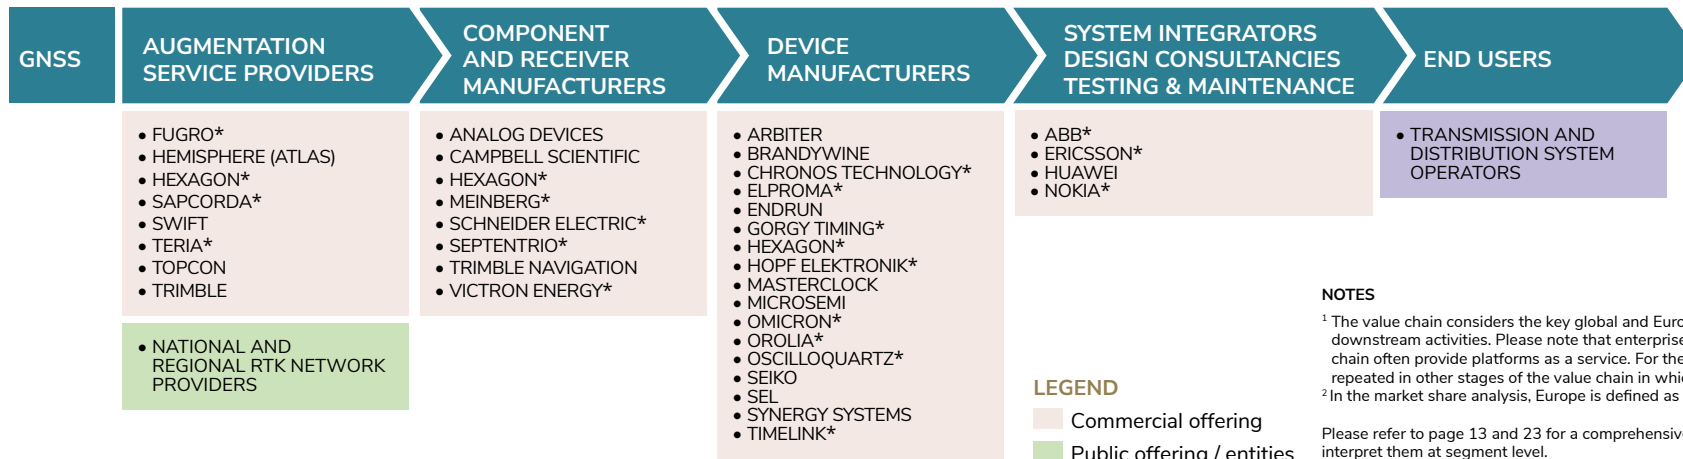 GNSS
AUGMENTATION
SERVICE PROVIDERS
COMPONENT
AND RECEIVER
MANUFACTURERS
DEVICE
MANUFACTURERS
SYSTEM INTEGRATORS
DESIGN CONSULTANCIES
TESTING & MAINTENANCE
END USERS
• FUGRO*
• HEMISPHERE (ATLAS)
• HEXAGON*
• SAPCORDA*
• SWIFT
• TERIA*
• TOPCON
• TRIMBLE
• NATIONAL AND
REGIONAL RTK NETWORK
PROVIDERS
• ANALOG DEVICES
• CAMPBELL SCIENTIFIC
• HEXAGON*
• MEINBERG*
• SCHNEIDER ELECTRIC*
• SEPTENTRIO*
• TRIMBLE NAVIGATION
• VICTRON ENERGY*
• ARBITER
• BRANDYWINE
• CHRONOS TECHNOLOGY*
• ELPROMA*
• ENDRUN
• GORGY TIMING*
• HEXAGON*
• HOPF ELEKTRONIK*
• MASTERCLOCK
• MICROSEMI
• OMICRON*
• OROLIA*
• OSCILLOQUARTZ*
• SEIKO
• SEL
• SYNERGY SYSTEMS
• TIMELINK*
• ABB*
• ERICSSON*
• HUAWEI
• NOKIA*
• TRANSMISSION AND
DISTRIBUTION SYSTEM
OPERATORS
LEGEND
Commercial offering
Public offering / entities
NOTES
1 The value chain considers the key global and Euro
downstream activities. Please note that enterprise
chain often provide platforms as a service. For the
repeated in other stages of the value chain in whi
2 In the market share analysis, Europe is defined as
Please refer to page 13 and 23 for a comprehensiv
interpret them at segment level.